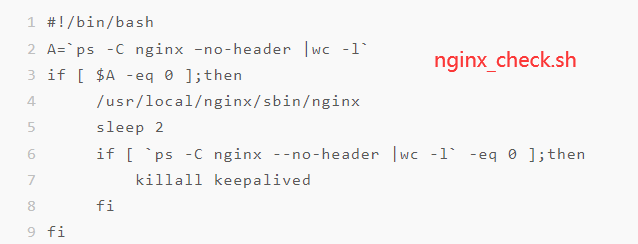 1 #!/bin/bash
2 A=`ps -C nginx –no-header |wc -l`
nginx_check.sh
3 if [ $A -eq 0 ];then
4 /usr/local/nginx/sbin/nginx
5 sleep 2
6 if [ `ps -C nginx --no-header |wc -l` -eq 0 ];then
7 killall keepalived
8 fi
9 fi